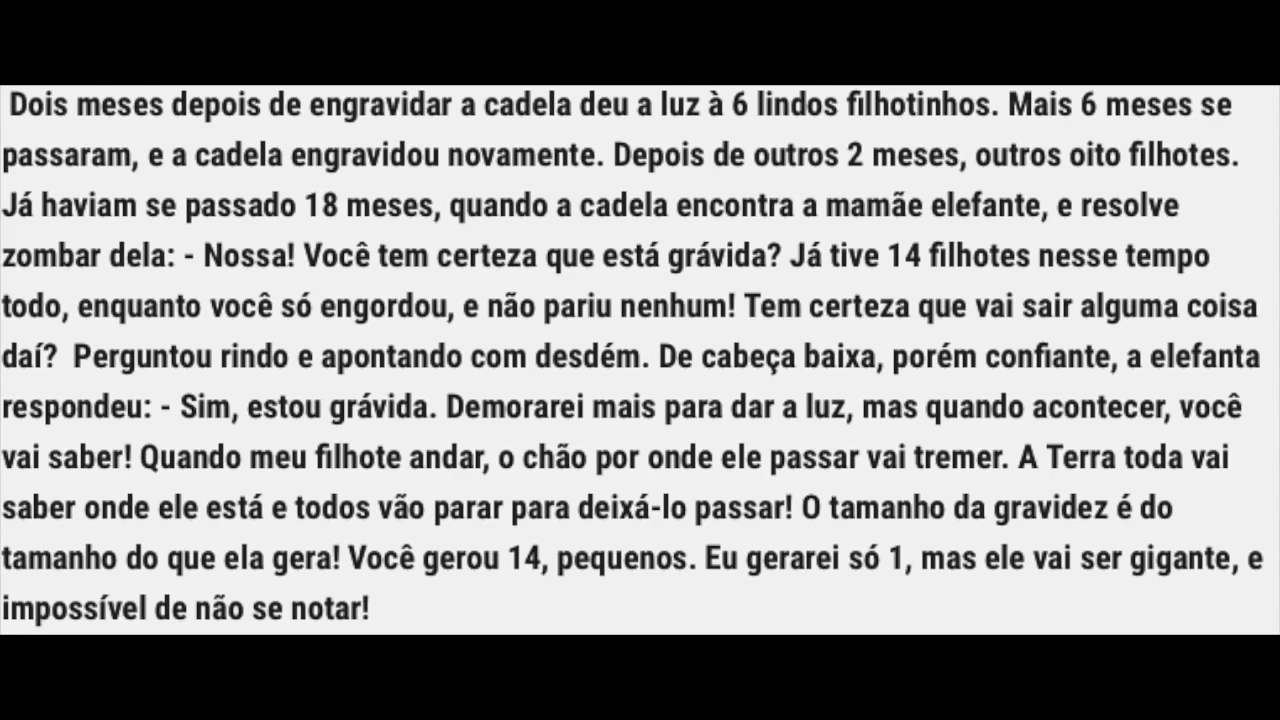 Dois meses depois de engravidar a cadela deu a luz à 6 lindos filhotinhos. Mais 6 meses se
passaram, e a cadela engravidou novamente. Depois de outros 2 meses, outros oito filhotes.
Já haviam se passado 18 meses, quando a cadela encontra a mamãe elefante, e resolve
zombar dela: - Nossa! Você tem certeza que está grávida? Já tive 14 filhotes nesse tempo
todo, enquanto você só engordou, e não pariu nenhum! Tem certeza que vai sair alguma coisa
daí?  Perguntou rindo e apontando com desdém. De cabeça baixa, porém confiante, a elefanta
respondeu: - Sim, estou grávida. Demorarei mais para dar a luz, mas quando acontecer, você
vai saber! Quando meu filhote andar, o chão por onde ele passar vai tremer. A Terra toda vai
saber onde ele está e todos vão parar para deixá-lo passar! O tamanho da gravidez é do
tamanho do que ela gera! Você gerou 14, pequenos. Eu gerarei só 1, mas ele vai ser gigante, e
impossível de não se notar!